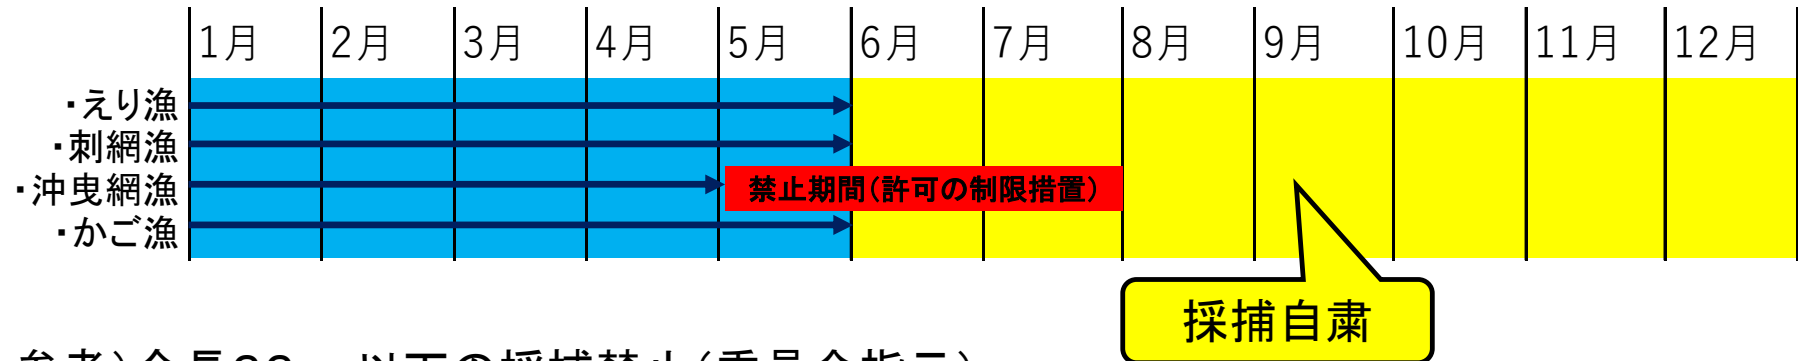 1月 2月 3月 4月 5月 6月 7月 8月 9月 10月 11月 12月
・えり漁
・刺網漁
・沖曳網漁
禁止期間(許可の制限措置)
・かご漁
採捕自粛